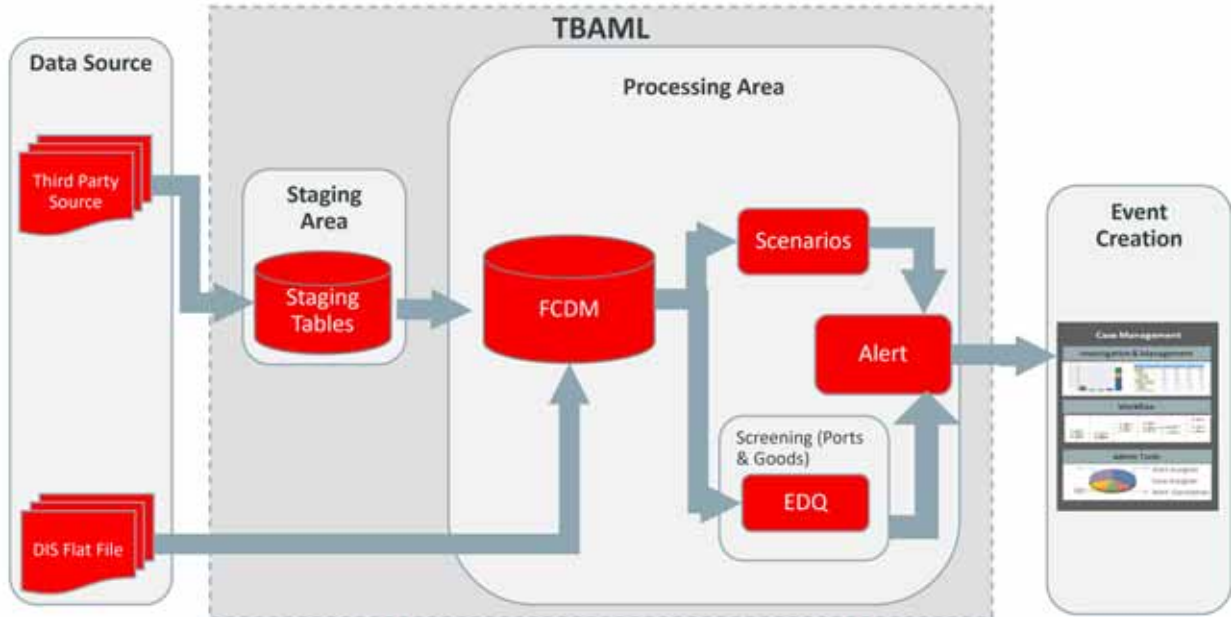 TBAML
Data Source
Third Party
Source
DIS Flat File
Staging
Area
Staging
Tables
Processing Area
FCDM
Scenarios
Alert
Screening (Ports
& Goods)
EDQ
Event
Creation
Case Management
Investigation & Management
Workflow
Admin Tools